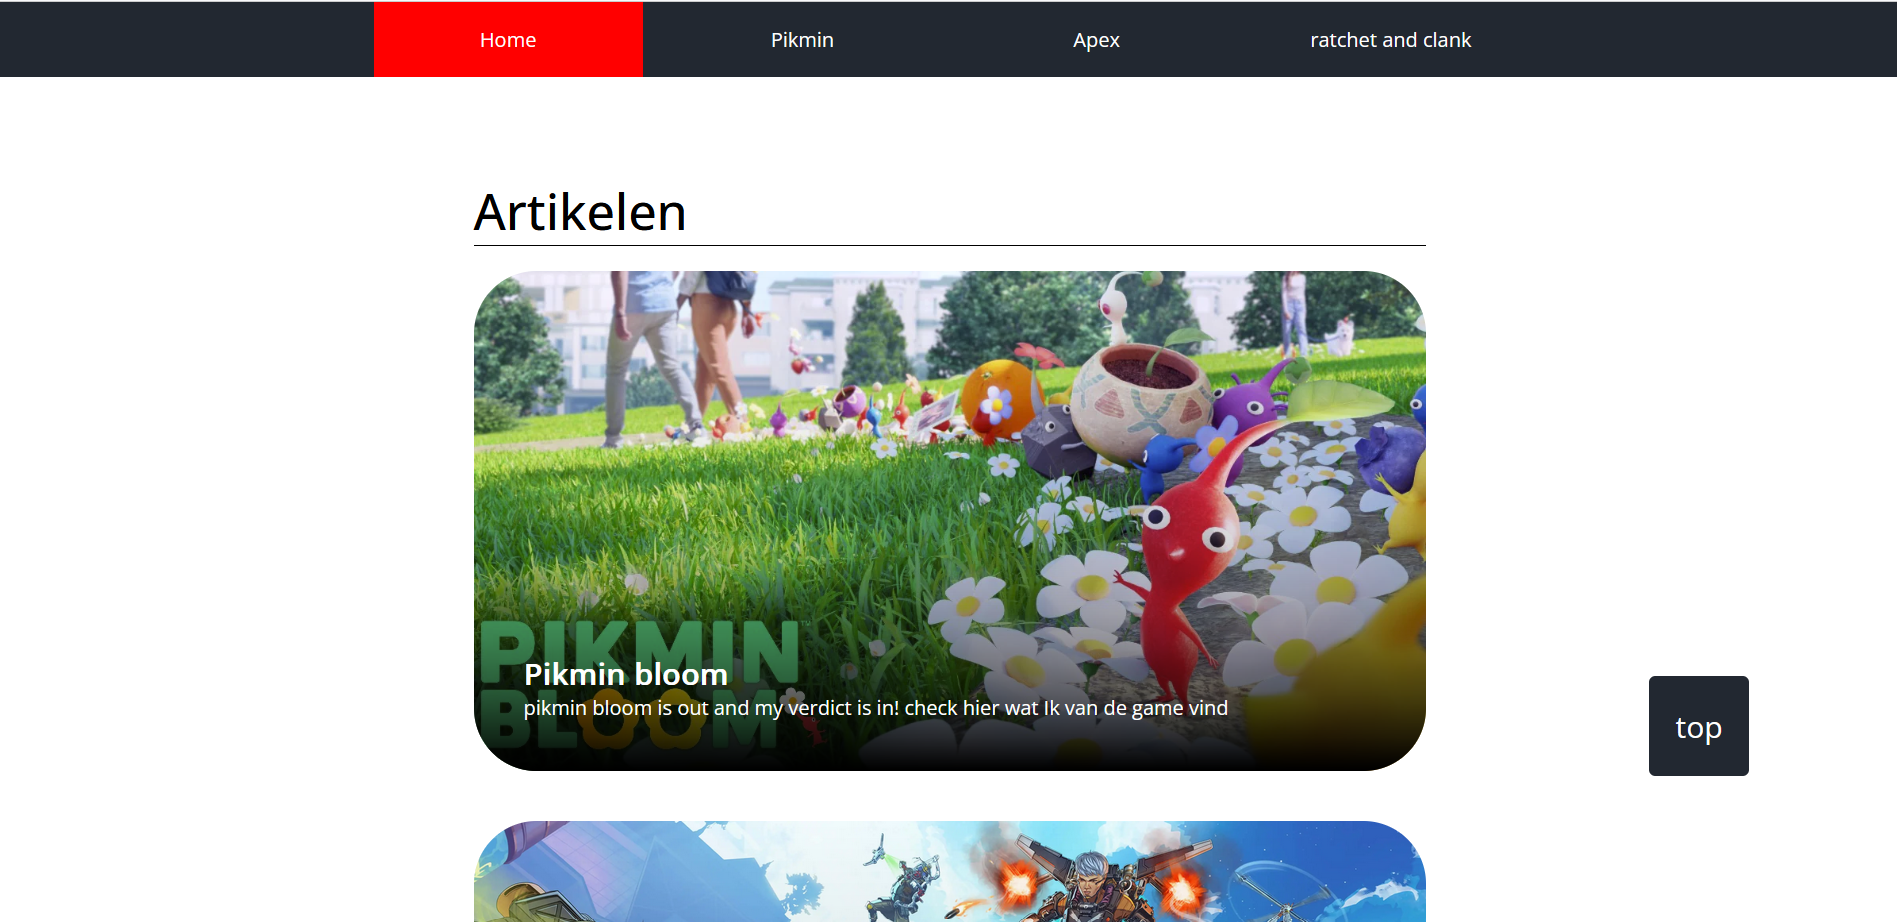 Home Pikmin Apex ratchet and clank
Artikelen
PIKMIN
BLOOM
Pikmin bloom
pikmin bloom is out and my verdict is in! check hier wat Ik van de game vind
top